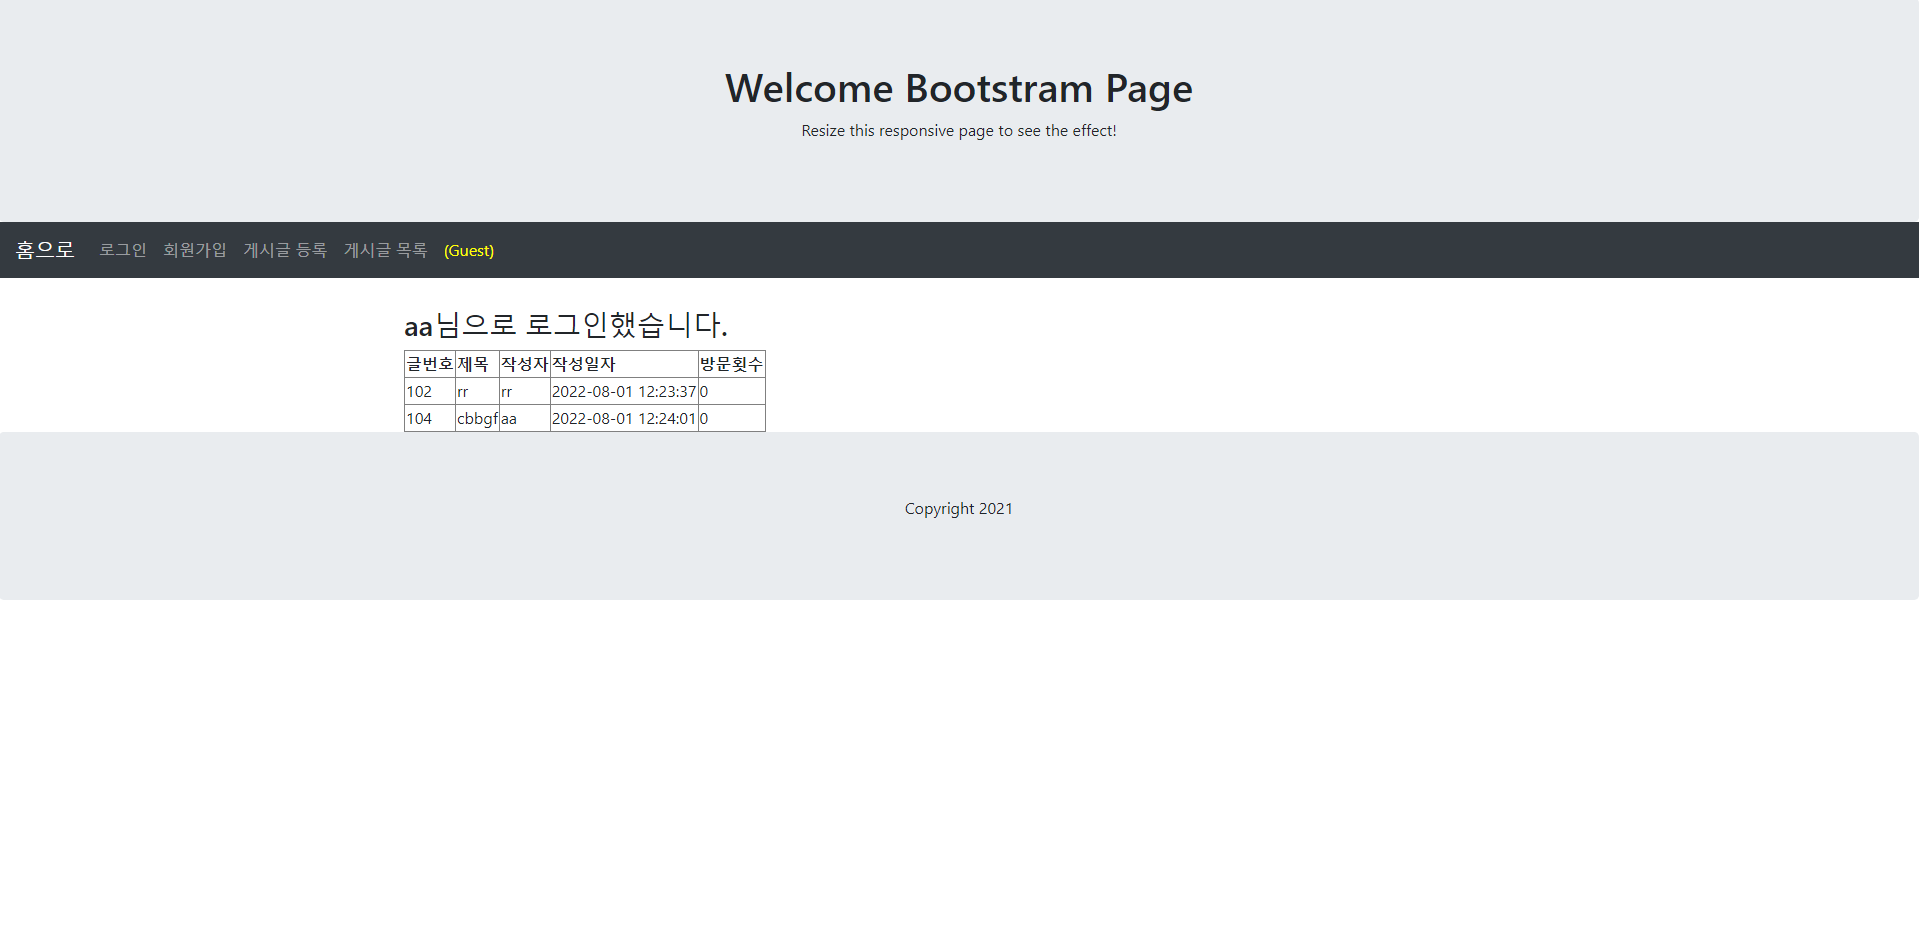 Welcome Bootstram Page
Resize this responsive page to see the effect!
홈으로 로그인 회원가입 게시글 등록 게시글 목록 (Guest)
aa님으로 로그인했습니다.
글번호 제목 작성자 작성일자 방문횟수
102 rr rr 2022-08-01 12:23:37 0
104 cbbgf aa 2022-08-01 12:24:01 0
Copyright 2021